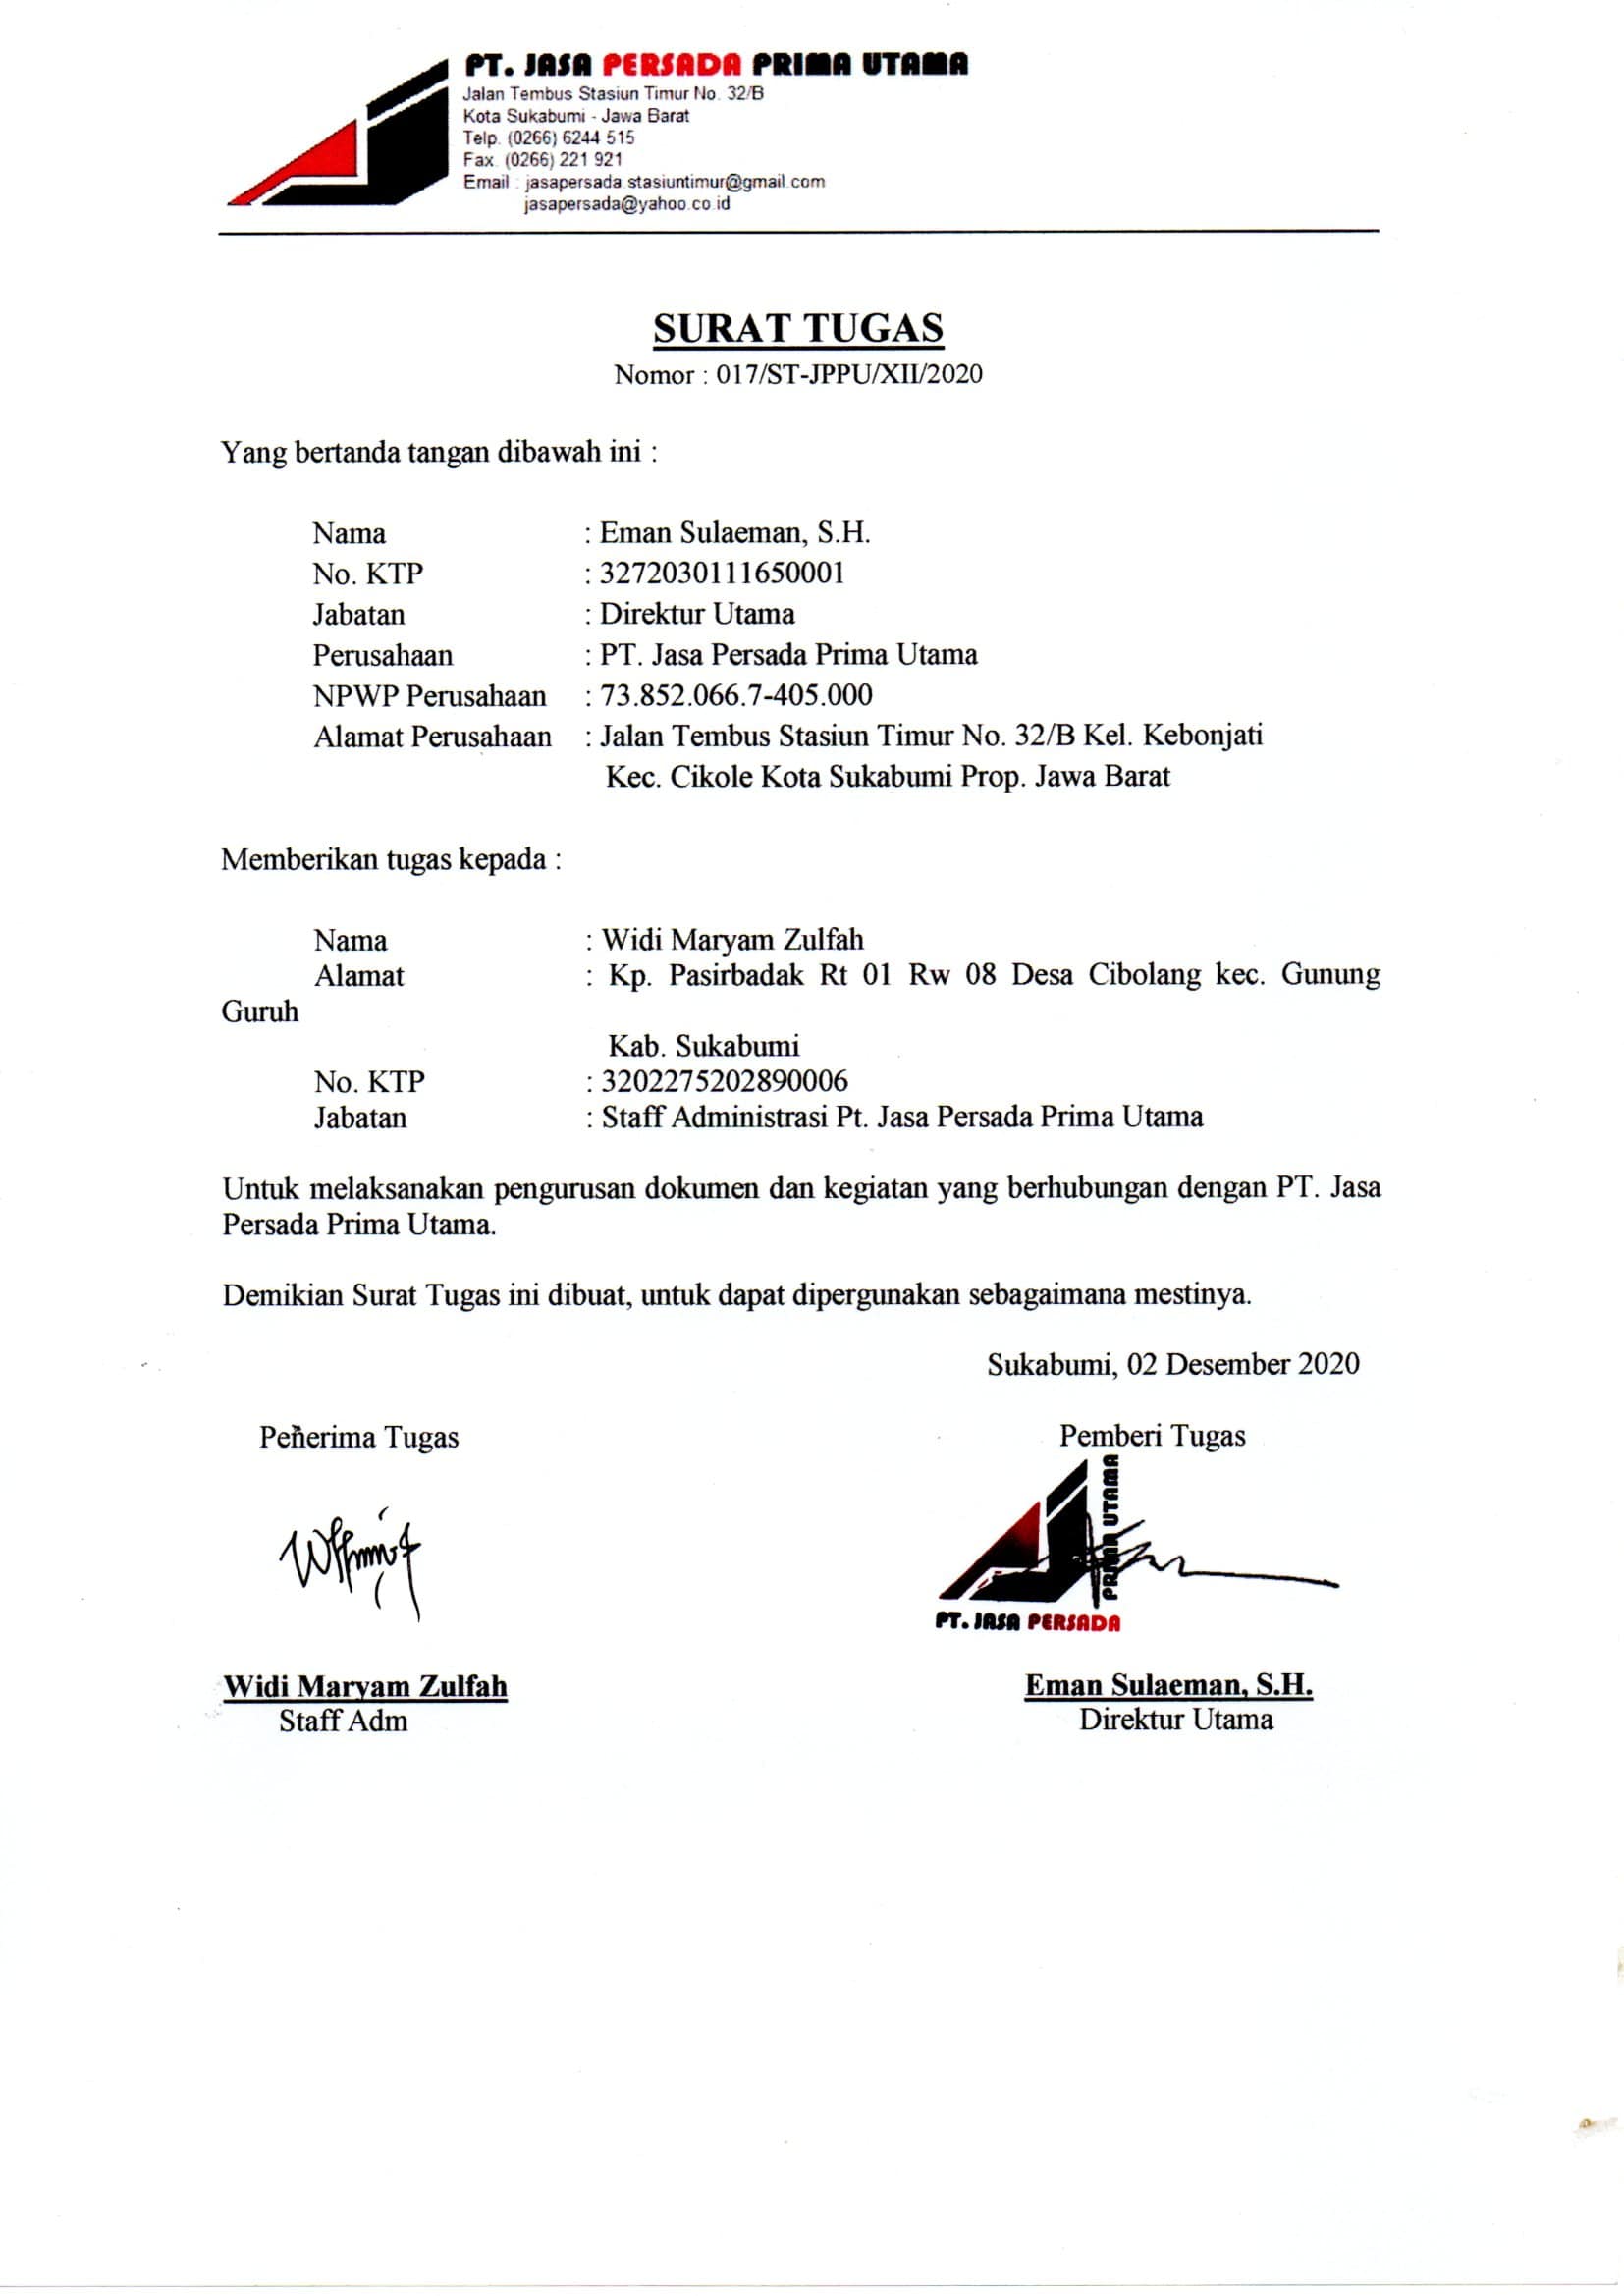 PT. JASA PERSADA PRIMA UTAMA
Jalan Tembus Stasiun Timur No. 32/B
Kota Sukabumi - Jawa Barat
Telp. (0266) 6244 515
Fax. (0266) 221 921
Email : jasapersada.stasiuntimur@gmail.com
jasapersada@yahoo.co.id
SURAT TUGAS
Nomor : 017/ST-JPPU/XII/2020
Yang bertanda tangan dibawah ini :
Nama : Eman Sulaeman, S.H.
No. KTP : 3272030111650001
Jabatan : Direktur Utama
Perusahaan : PT. Jasa Persada Prima Utama
NPWP Perusahaan : 73.852.066.7-405.000
Alamat Perusahaan : Jalan Tembus Stasiun Timur No. 32/B Kel. Kebonjati
Kec. Cikole Kota Sukabumi Prop. Jawa Barat
Memberikan tugas kepada :
Nama : Widi Maryam Zulfah
Alamat : Kp. Pasirbadak Rt 01 Rw 08 Desa Cibolang kec. Gunung
Guruh
Kab. Sukabumi
No. KTP : 3202275202890006
Jabatan : Staff Administrasi Pt. Jasa Persada Prima Utama
Untuk melaksanakan pengurusan dokumen dan kegiatan yang berhubungan dengan PT. Jasa
Persada Prima Utama.
Demikian Surat Tugas ini dibuat, untuk dapat dipergunakan sebagaimana mestinya.
Sukabumi, 02 Desember 2020
Penerima Tugas
Pemberi Tugas
PRIMA UTAMA
PT. JASA PERSADA
Widi Maryam Zulfah
Staff Adm
Eman Sulaeman, S.H.
Direktur Utama